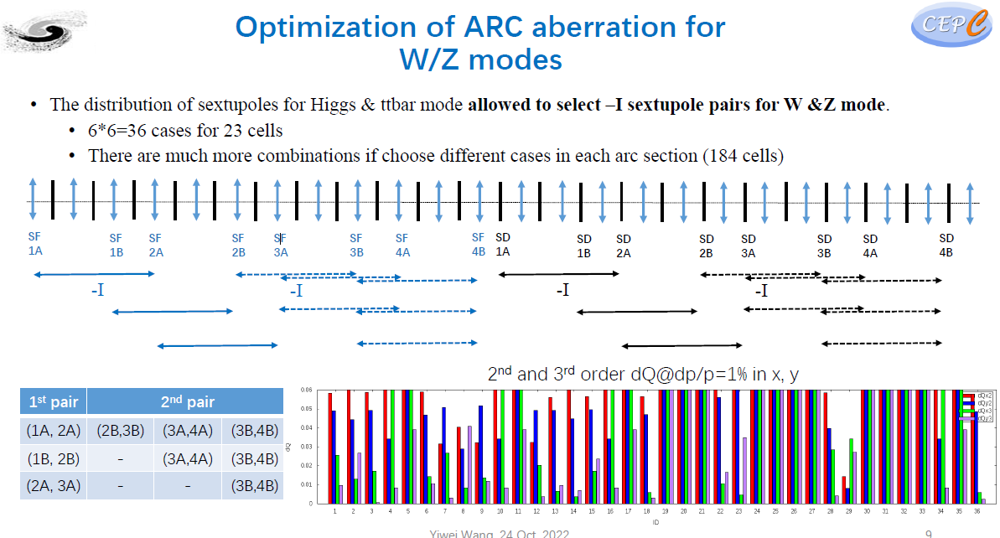 Optimization of ARC aberration for
W/Z modes
CEPC
• The distribution of sextupoles for Higgs & ttbar mode allowed to select –I sextupole pairs for W &Z mode.
• 6*6=36 cases for 23 cells
• There are much more combinations if choose different cases in each arc section (184 cells)
SF SF SF SF SF SF SF SF SD SD SD SD SD SD SD SD
1A 1B 2A 2B 3A 3B 4A 4B 1A 1B 2A 2B 3A 3B 4A 4B
-I -I -I -I
2nd and 3rd order dQ@dp/p=1% in x, y
1st pair 2nd pair
(1A, 2A) (2B,3B) (3A,4A) (3B,4B)
(1B, 2B) - (3A,4A) (3B,4B)
(2A, 3A) - - (3B,4B)
0.06
0.05
0.04
0.03
0.02
0.01
0
dQ
dQx2
dQy2
dQx3
dQy3
1 2 3 4 5 6 7 8 9 10 11 12 13 14 15 16 17 18 19 20 21 22 23 24 25 26 27 28 29 30 31 32 33 34 35 36
ID
Yiwei Wang, 24 Oct, 2022
9